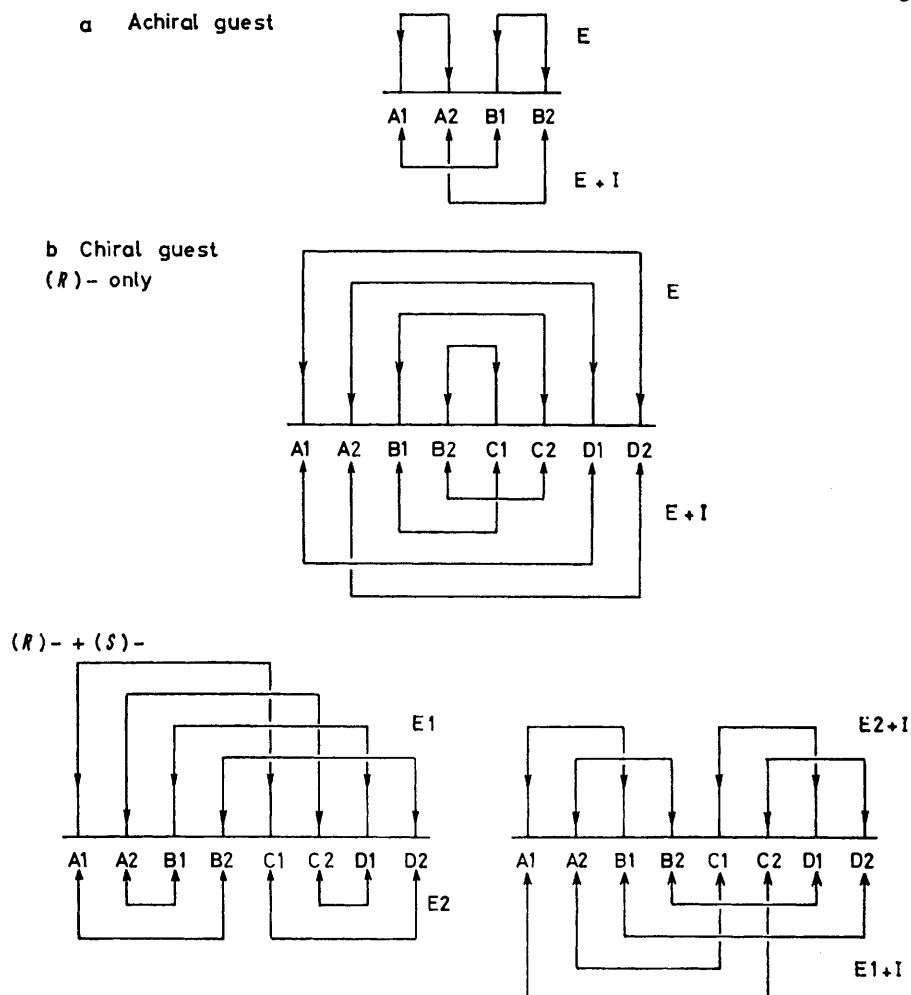 a Achiral guest
E
A1 A2 B1 B2
E + I
b Chiral guest
(R)- only
E
A1 A2 B1 B2 C1 C2 D1 D2
E+I
(R)- + (S)-
E1
A1 A2 B1 B2 C1 C2 D1 D2
E2
E2+I
A1 A2 B1 B2 C1 C2 D1 D2
E1+I